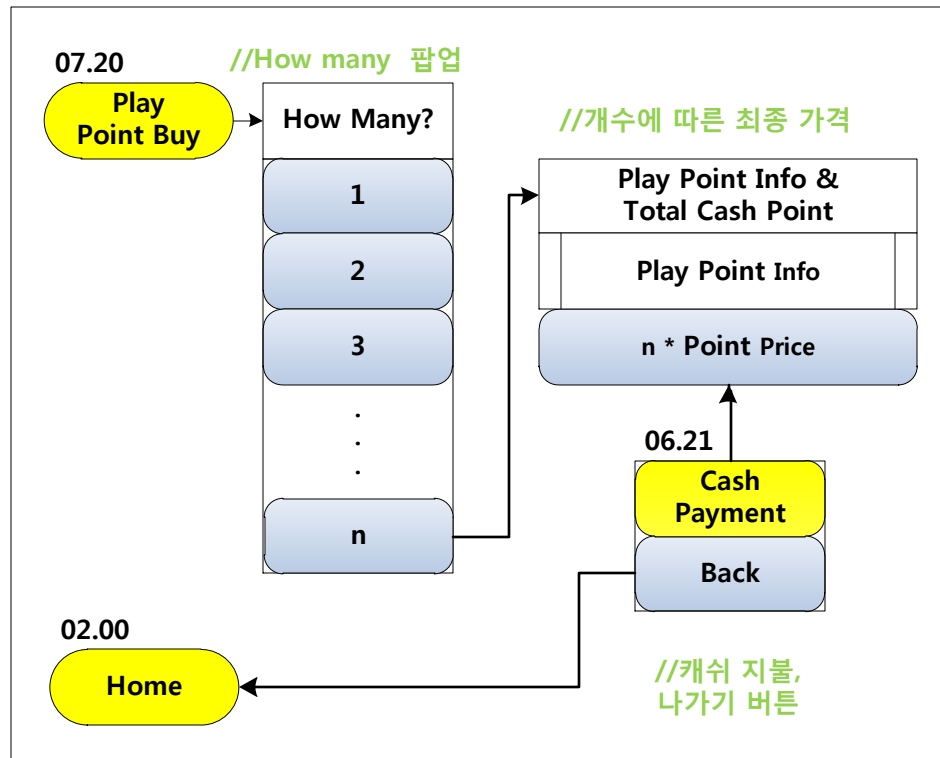 07.20
//How many 팝업
Play
Point Buy
How Many?
//개수에 따른 최종 가격
1
2
3
.
.
.
n
Play Point Info &
Total Cash Point
Play Point Info
n * Point Price
06.21
Cash
Payment
Back
02.00
Home
//캐쉬 지불,
나가기 버튼